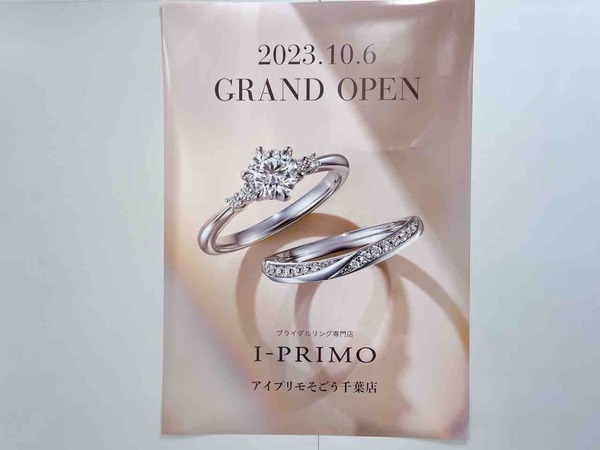 2023.10.6
GRAND OPEN
ブライダルリング専門店
I-PRIMO
アイプリモそごう千葉店